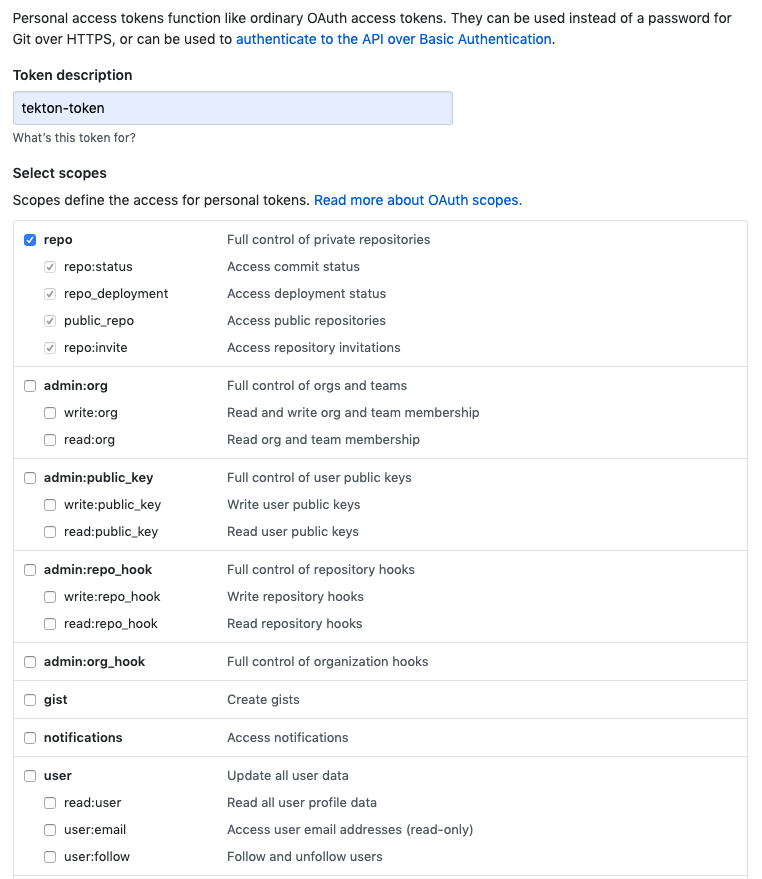 Personal access tokens function like ordinary OAuth access tokens. They can be used instead of a password for
Git over HTTPS, or can be used to authenticate to the API over Basic Authentication.
Token description
tekton-token
What's this token for?
Select scopes
Scopes define the access for personal tokens. Read more about OAuth scopes.
repo Full control of private repositories
repo:status Access commit status
repo_deployment Access deployment status
public_repo Access public repositories
repo:invite Access repository invitations
admin:org Full control of orgs and teams
write:org Read and write org and team membership
read:org Read org and team membership
admin:public_key Full control of user public keys
write:public_key Write user public keys
read:public_key Read user public keys
admin:repo_hook Full control of repository hooks
write:repo_hook Write repository hooks
read:repo_hook Read repository hooks
admin:org_hook Full control of organization hooks
gist Create gists
notifications Access notifications
user Update all user data
read:user Read all user profile data
user:email Access user email addresses (read-only)
user:follow Follow and unfollow users